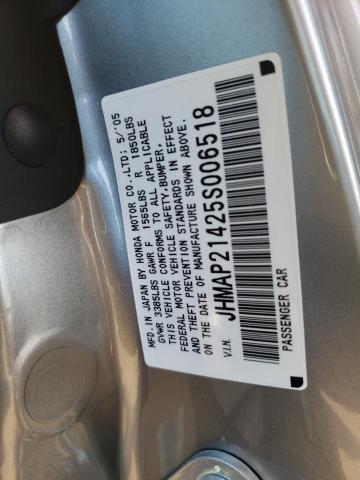 MFD.IN JAPAN BY HONDA MOTOR CO.,LTD; 5/'05
GVWR 3385LBS GAWR F 1565LBS R 1850LBS
THIS VEHICLE CONFORMS TO ALL APPLICABLE
FEDERAL MOTOR VEHICLE SAFETY,BUMPER,
AND THEFT PREVENTION STANDARDS IN EFFECT
ON THE DATE OF MANUFACTURE SHOWN ABOVE.
V.I.N. JHMAP21425S006518
PASSENGER CAR